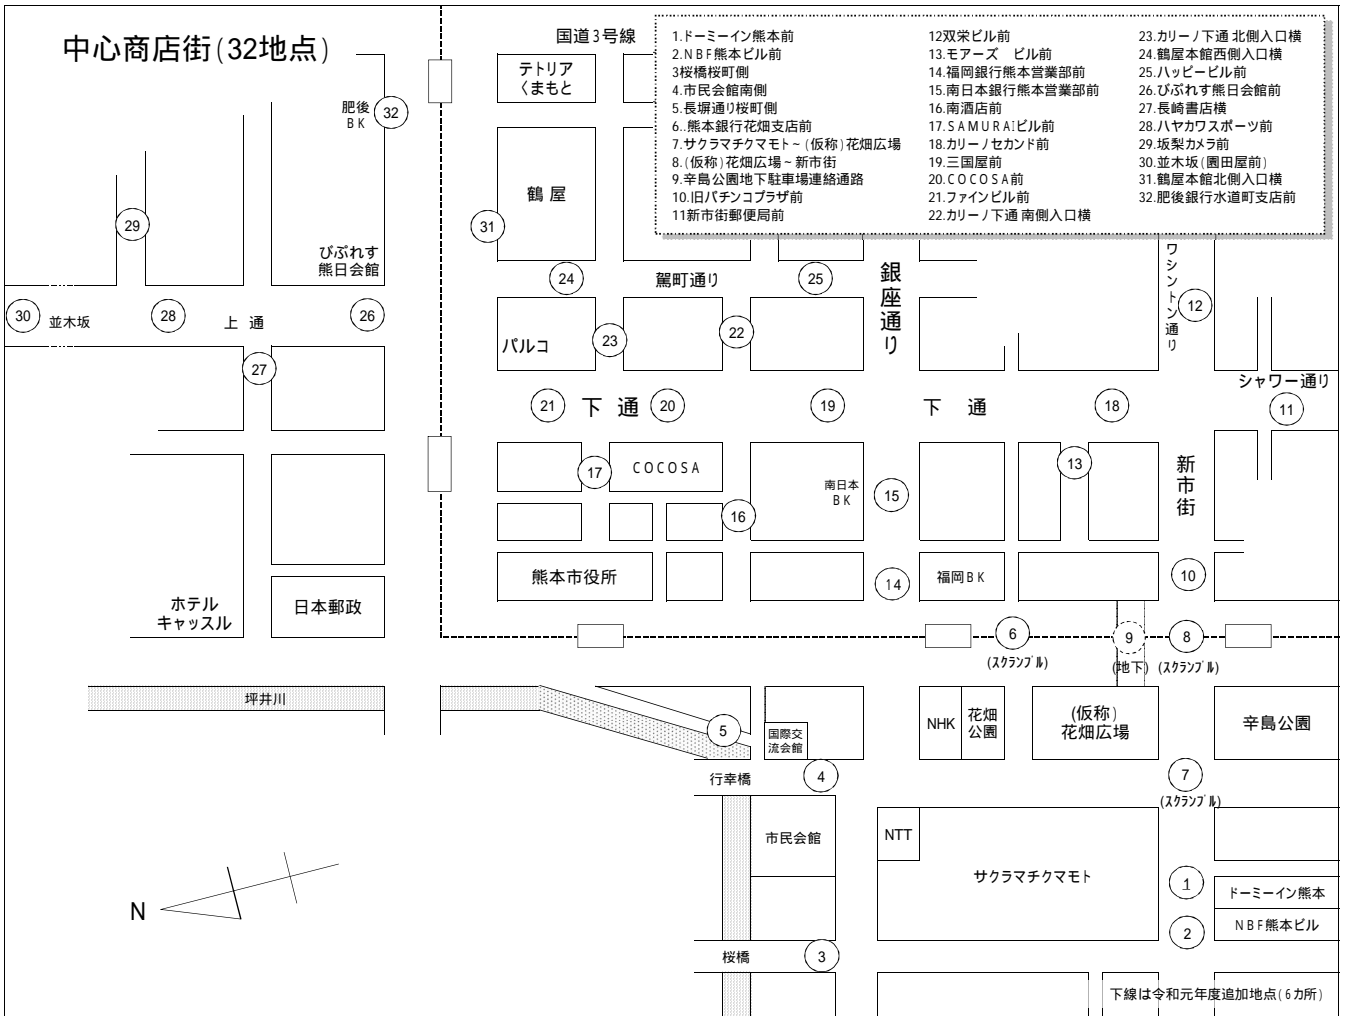 中心商店街(32地点)
国道3号線
1.ドーミーイン熊本前
2.NBF熊本ビル前
3桜橋桜町側
4.市民会館南側
5.長塀通り桜町側
6..熊本銀行花畑支店前
7.サクラマチクマモト~(仮称)花畑広場
8.(仮称)花畑広場~新市街
9.辛島公園地下駐車場連絡通路
10.旧パチンコプラザ前
11新市街郵便局前
12双栄ビル前
13.モアーズ ビル前
14.福岡銀行熊本営業部前
15.南日本銀行熊本営業部前
16.南酒店前
17.SAMURAIビル前
18.カリーノセカンド前
19.三国屋前
20.COCOSA前
21.ファインビル前
22.カリーノ下通 南側入口横
23.カリーノ下通 北側入口横
24.鶴屋本館西側入口横
25.ハッピービル前
26.びぷれす熊日会館前
27.長崎書店横
28.ハヤカワスポーツ前
29.坂梨カメラ前
30.並木坂(園田屋前)
31.鶴屋本館北側入口横
32.肥後銀行水道町支店前
テトリア
くまもと
肥後
BK
32
鶴屋
29
31
びぷれす
熊日会館
24
駕町通り
25
銀座通り
ワシントン通り
12
30
並木坂
28
上 通
26
パルコ
23
22
27
シャワー通り
21
下 通
20
19
下 通
18
11
17
COCOSA
南日本
BK
15
13
新市街
16
熊本市役所
14
福岡BK
10
ホテル
キャッスル
日本郵政
6
(スクランブル)
9
(地下)
8
(スクランブル)
坪井川
5
国際交
流会館
NHK
花畑
公園
(仮称)
花畑広場
辛島公園
行幸橋
4
7
(スクランブル)
市民会館
NTT
サクラマチクマモト
1
ドーミーイン熊本
N
2
NBF熊本ビル
桜橋
3
下線は令和元年度追加地点(6カ所)